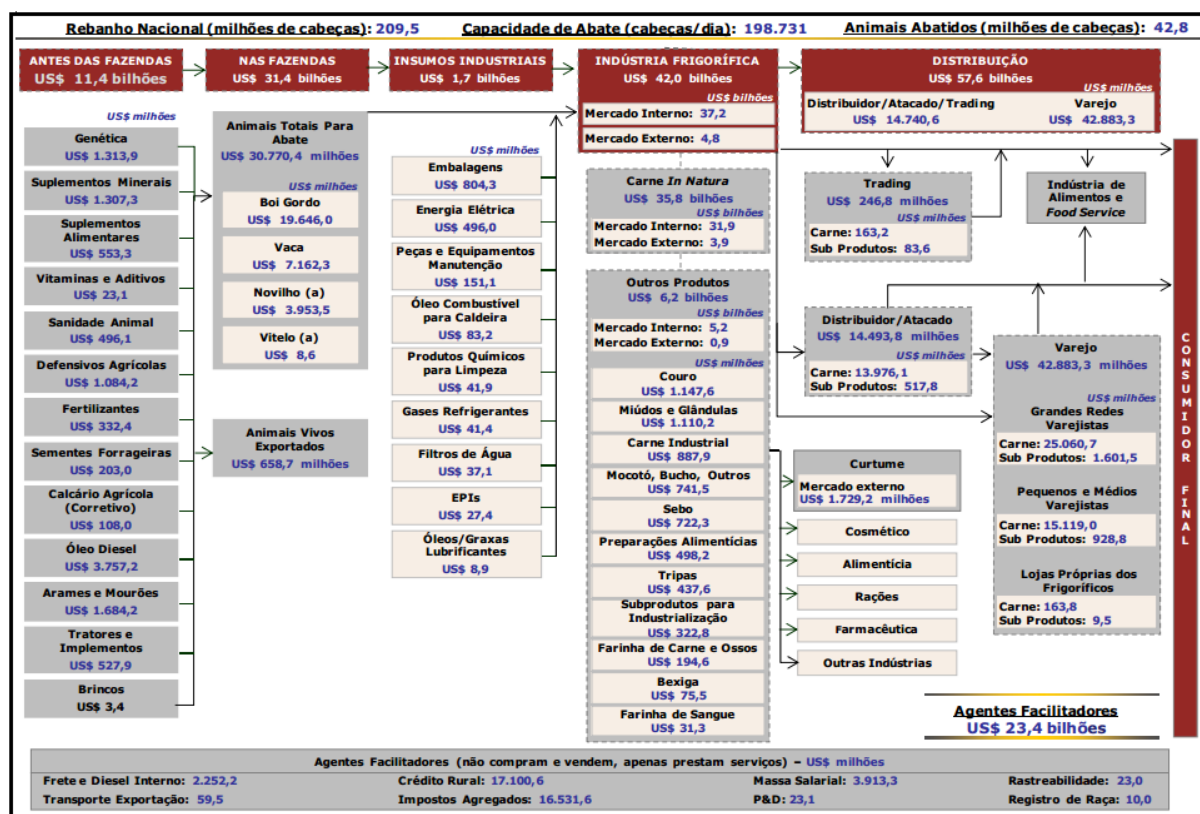 Rebanho Nacional (milhões de cabeças): 209,5 Capacidade de Abate (cabeças/dia): 198.731 Animais Abatidos (milhões de cabeças): 42,8
ANTES DAS FAZENDAS
US$ 11,4 bilhões
NAS FAZENDAS
US$ 31,4 bilhões
INSUMOS INDUSTRIAIS
US$ 1,7 bilhões
INDÚSTRIA FRIGORÍFICA
US$ 42,0 bilhões
US$ bilhões
Mercado Interno: 37,2
Mercado Externo: 4,8
DISTRIBUIÇÃO
US$ 57,6 bilhões
US$ milhões
Distribuidor/Atacado/Trading Varejo
US$ 14.740,6 US$ 42.883,3
US$ milhões
Genética
US$ 1.313,9
Suplementos Minerais
US$ 1.307,3
Suplementos
Alimentares
US$ 553,3
Vitaminas e Aditivos
US$ 23,1
Sanidade Animal
US$ 496,1
Defensivos Agrícolas
US$ 1.084,2
Fertilizantes
US$ 332,4
Sementes Forrageiras
US$ 203,0
Calcário Agrícola
(Corretivo)
US$ 108,0
Óleo Diesel
US$ 3.757,2
Arames e Mourões
US$ 1.684,2
Tratores e
Implementos
US$ 527,9
Brincos
US$ 3,4
Animais Totais Para
Abate
US$ 30.770,4 milhões
US$ milhões
Boi Gordo
US$ 19.646,0
Vaca
US$ 7.162,3
Novilho (a)
US$ 3.953,5
Vitelo (a)
US$ 8,6
Animais Vivos
Exportados
US$ 658,7 milhões
US$ milhões
Embalagens
US$ 804,3
Energia Elétrica
US$ 496,0
Peças e Equipamentos
Manutenção
US$ 151,1
Óleo Combustível
para Caldeira
US$ 83,2
Produtos Químicos
para Limpeza
US$ 41,9
Gases Refrigerantes
US$ 41,4
Filtros de Água
US$ 37,1
EPIs
US$ 27,4
Óleos/Graxas
Lubrificantes
US$ 8,9
Carne In Natura
US$ 35,8 bilhões
US$ bilhões
Mercado Interno: 31,9
Mercado Externo: 3,9
Outros Produtos
US$ 6,2 bilhões
US$ bilhões
Mercado Interno: 5,2
Mercado Externo: 0,9
US$ milhões
Couro
US$ 1.147,6
Miúdos e Glândulas
US$ 1.110,2
Carne Industrial
US$ 887,9
Mocotó, Bucho, Outros
US$ 741,5
Sebo
US$ 722,3
Preparações Alimentícias
US$ 498,2
Tripas
US$ 437,6
Subprodutos para
Industrialização
US$ 322,8
Farinha de Carne e Ossos
US$ 194,6
Bexiga
US$ 75,5
Farinha de Sangue
US$ 31,3
Trading
US$ 246,8 milhões
US$ milhões
Carne: 163,2
Sub Produtos: 83,6
Indústria de
Alimentos e
Food Service
Distribuidor/Atacado
US$ 14.493,8 milhões
US$ milhões
Carne: 13.976,1
Sub Produtos: 517,8
Varejo
US$ 42.883,3 milhões
US$ milhões
Grandes Redes
Varejistas
Carne: 25.060,7
Sub Produtos: 1.601,5
Pequenos e Médios
Varejistas
Carne: 15.119,0
Sub Produtos: 928,8
Lojas Próprias dos
Frigoríficos
Carne: 163,8
Sub Produtos: 9,5
Curtume
Mercado externo
US$ 1.729,2 milhões
Cosmético
Alimentícia
Rações
Farmacêutica
Outras Indústrias
CONSUMIDOR FINAL
Agentes Facilitadores
US$ 23,4 bilhões
Agentes Facilitadores (não compram e vendem, apenas prestam serviços) – US$ milhões
Frete e Diesel Interno: 2.252,2 Crédito Rural: 17.100,6 Massa Salarial: 3.913,3 Rastreabilidade: 23,0
Transporte Exportação: 59,5 Impostos Agregados: 16.531,6 P&D: 23,1 Registro de Raça: 10,0